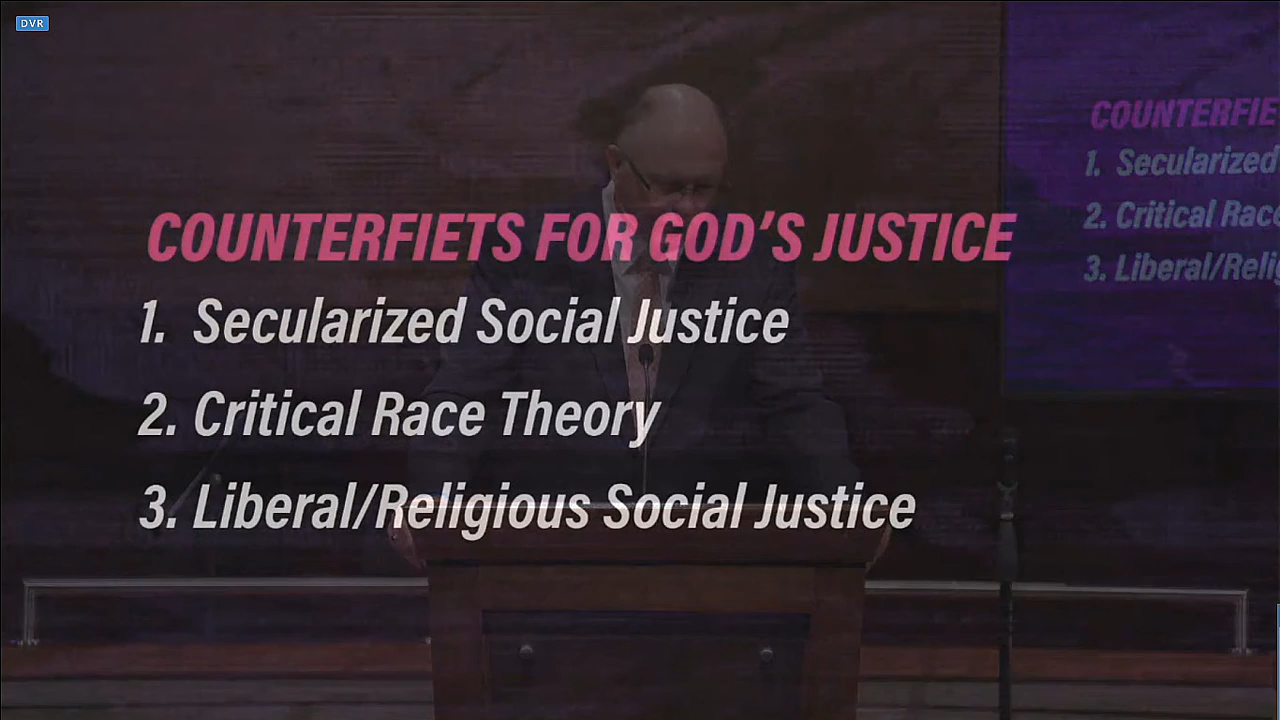 DVR
COUNTERFIETS FOR GOD'S JUSTICE
1. Secularized Social Justice
2. Critical Race Theory
3. Liberal/Religious Social Justice
COUNTERFIE
1. Secularized
2. Critical Rac
3. Liberal/Relig